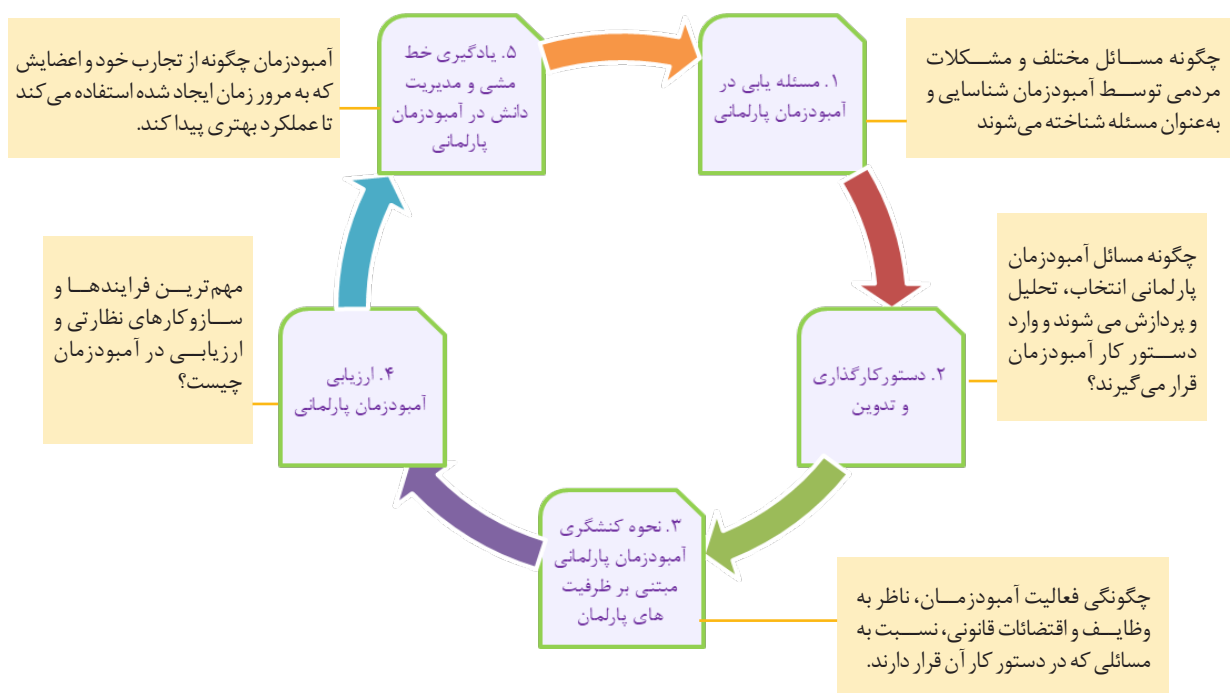 ۱. مسئله یابی در
آمبودزمان پارلمانی
چگونه مسائل مختلف و مشکلات
مردمی توسط آمبودزمان شناسایی و
به‌عنوان مسئله شناخته می‌شوند
۲. دستورکارگذاری
و تدوین
چگونه مسائل آمبودزمان
پارلمانی انتخاب، تحلیل
و پردازش می شوند و وارد
دستور کار آمبودزمان
قرار می‌گیرند؟
۳. نحوه کنشگری
آمبودزمان پارلمانی
مبتنی بر ظرفیت
های پارلمان
چگونگی فعالیت آمبودزمان، ناظر به
وظایف و اقتضائات قانونی، نسبت به
مسائلی که در دستور کار آن قرار دارند.
۴. ارزیابی
آمبودزمان پارلمانی
مهم‌ترین فرایندها و
سازوکارهای نظارتی و
ارزیابی در آمبودزمان
چیست؟
۵. یادگیری خط
مشی و مدیریت
دانش در آمبودزمان
پارلمانی
آمبودزمان چگونه از تجارب خود و اعضایش
که به مرور زمان ایجاد شده استفاده می‌کند
تا عملکرد بهتری پیدا کند.